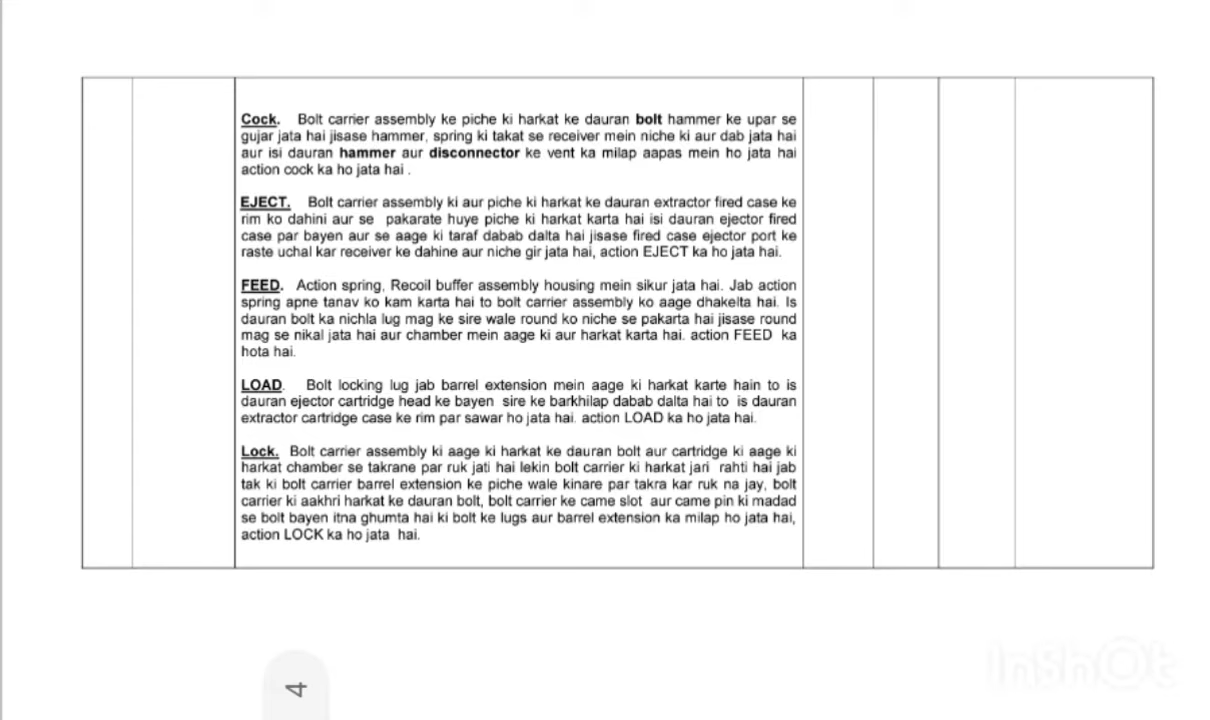 Cock. Bolt carrier assembly ke piche ki harkat ke dauran bolt hammer ke upar se
gujar jata hai jisase hammer, spring ki takat se receiver mein niche ki aur dab jata hai
aur isi dauran hammer aur disconnector ke vent ka milap aapas mein ho jata hai
action cock ka ho jata hai .
EJECT. Bolt carrier assembly ki aur piche ki harkat ke dauran extractor fired case ke
rim ko dahini aur se pakarate huye piche ki harkat karta hai isi dauran ejector fired
case par bayen aur se aage ki taraf dabab dalta hai jisase fired case ejector port ke
raste uchal kar receiver ke dahine aur niche gir jata hai, action EJECT ka ho jata hai.
FEED. Action spring, Recoil buffer assembly housing mein sikur jata hai. Jab action
spring apne tanav ko kam karta hai to bolt carrier assembly ko aage dhakelta hai. Is
dauran bolt ka nichla lug mag ke sire wale round ko niche se pakarta hai jisase round
mag se nikal jata hai aur chamber mein aage ki aur harkat karta hai. action FEED ka
hota hai.
LOAD. Bolt locking lug jab barrel extension mein aage ki harkat karte hain to is
dauran ejector cartridge head ke bayen sire ke barkhilap dabab dalta hai to is dauran
extractor cartridge case ke rim par sawar ho jata hai. action LOAD ka ho jata hai.
Lock. Bolt carrier assembly ki aage ki harkat ke dauran bolt aur cartridge ki aage ki
harkat chamber se takrane par ruk jati hai lekin bolt carrier ki harkat jari rahti hai jab
tak ki bolt carrier barrel extension ke piche wale kinare par takra kar ruk na jay, bolt
carrier ki aakhri harkat ke dauran bolt, bolt carrier ke came slot aur came pin ki madad
se bolt bayen itna ghumta hai ki bolt ke lugs aur barrel extension ka milap ho jata hai,
action LOCK ka ho jata hai.
4
InShOt